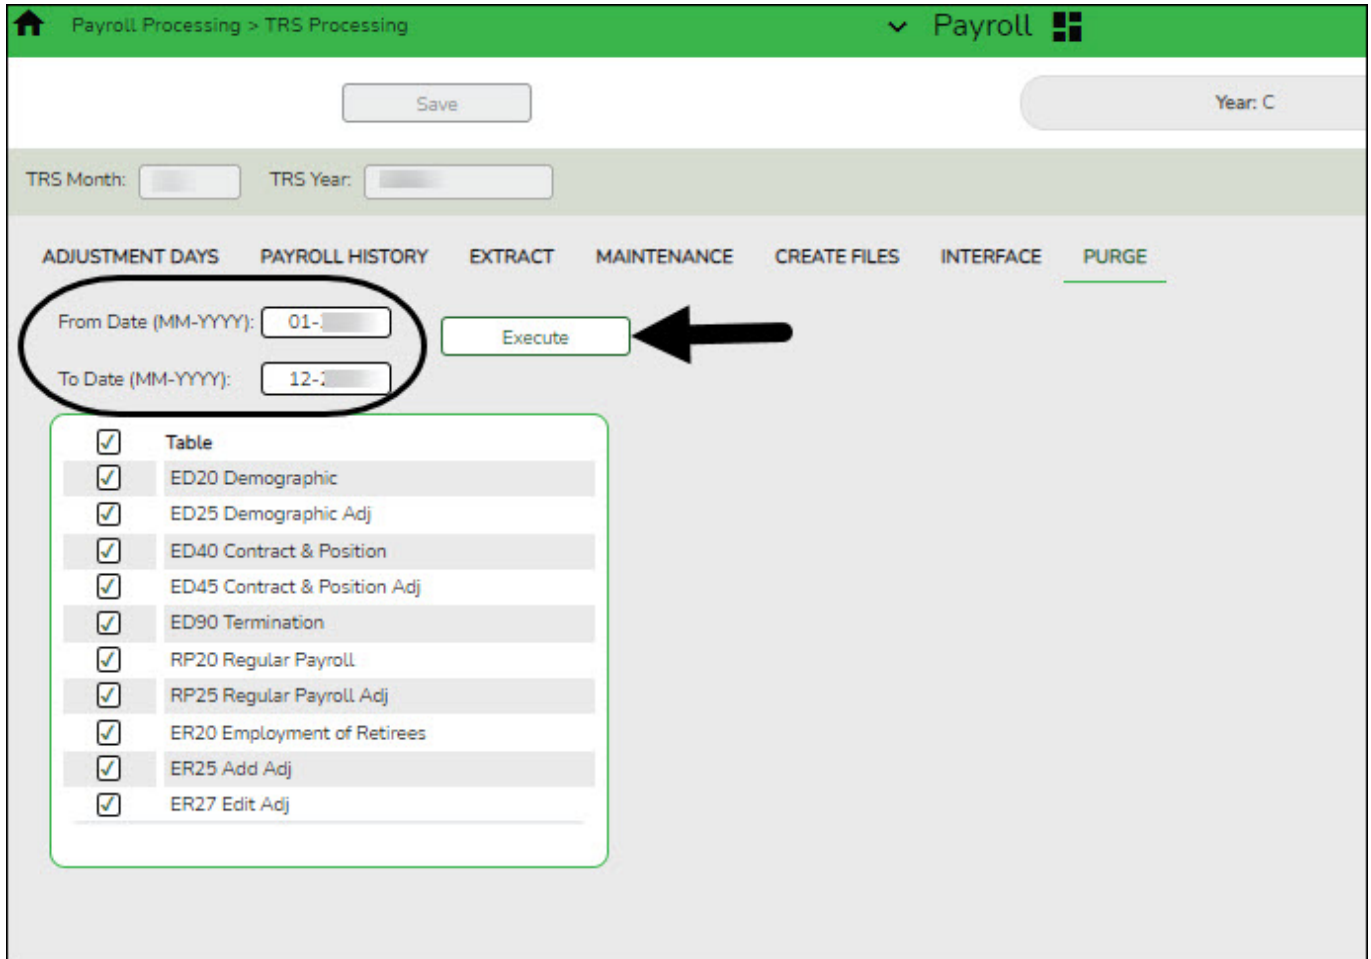 Payroll Processing > TRS Processing
Payroll
Save
Year: C
TRS Month:
TRS Year:
ADJUSTMENT DAYS PAYROLL HISTORY EXTRACT MAINTENANCE CREATE FILES INTERFACE PURGE
From Date (MM-YYYY): 01-
Execute
To Date (MM-YYYY): 12-
Table
ED20 Demographic
ED25 Demographic Adj
ED40 Contract & Position
ED45 Contract & Position Adj
ED90 Termination
RP20 Regular Payroll
RP25 Regular Payroll Adj
ER20 Employment of Retirees
ER25 Add Adj
ER27 Edit Adj